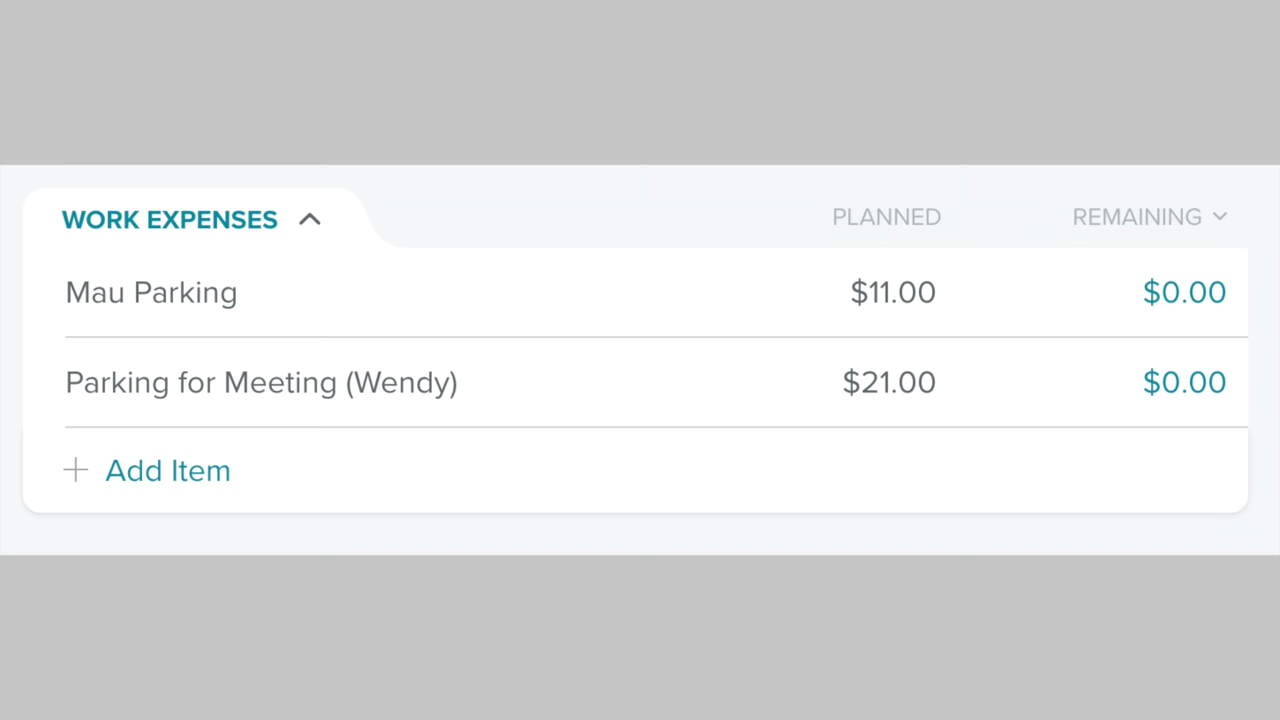 WORK EXPENSES PLANNED REMAINING
Mau Parking $11.00 $0.00
Parking for Meeting (Wendy) $21.00 $0.00
+ Add Item